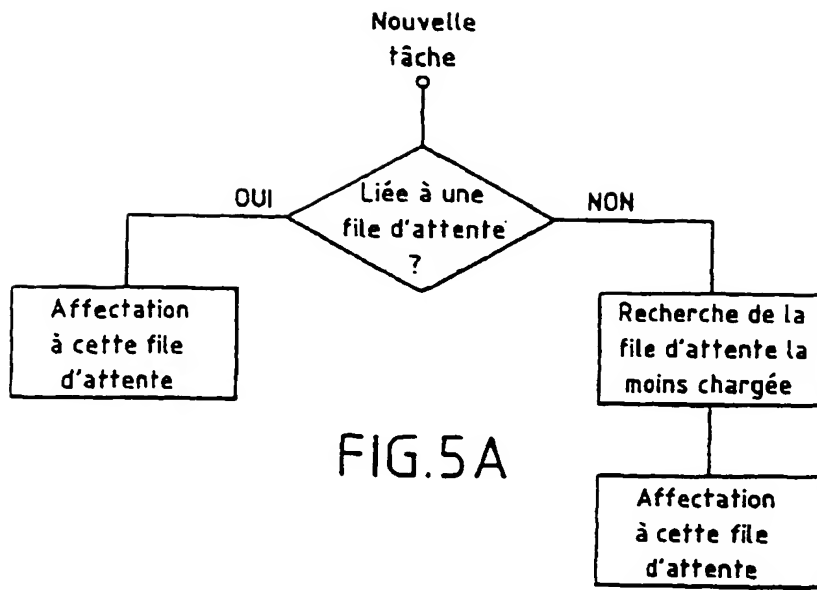 Nouvelle
tâche
OUI
Liée à une
file d'attente
?
NON
Affectation
à cette file
d'attente
Recherche de la
file d'attente la
moins chargée
FIG.5A
Affectation
à cette file
d'attente